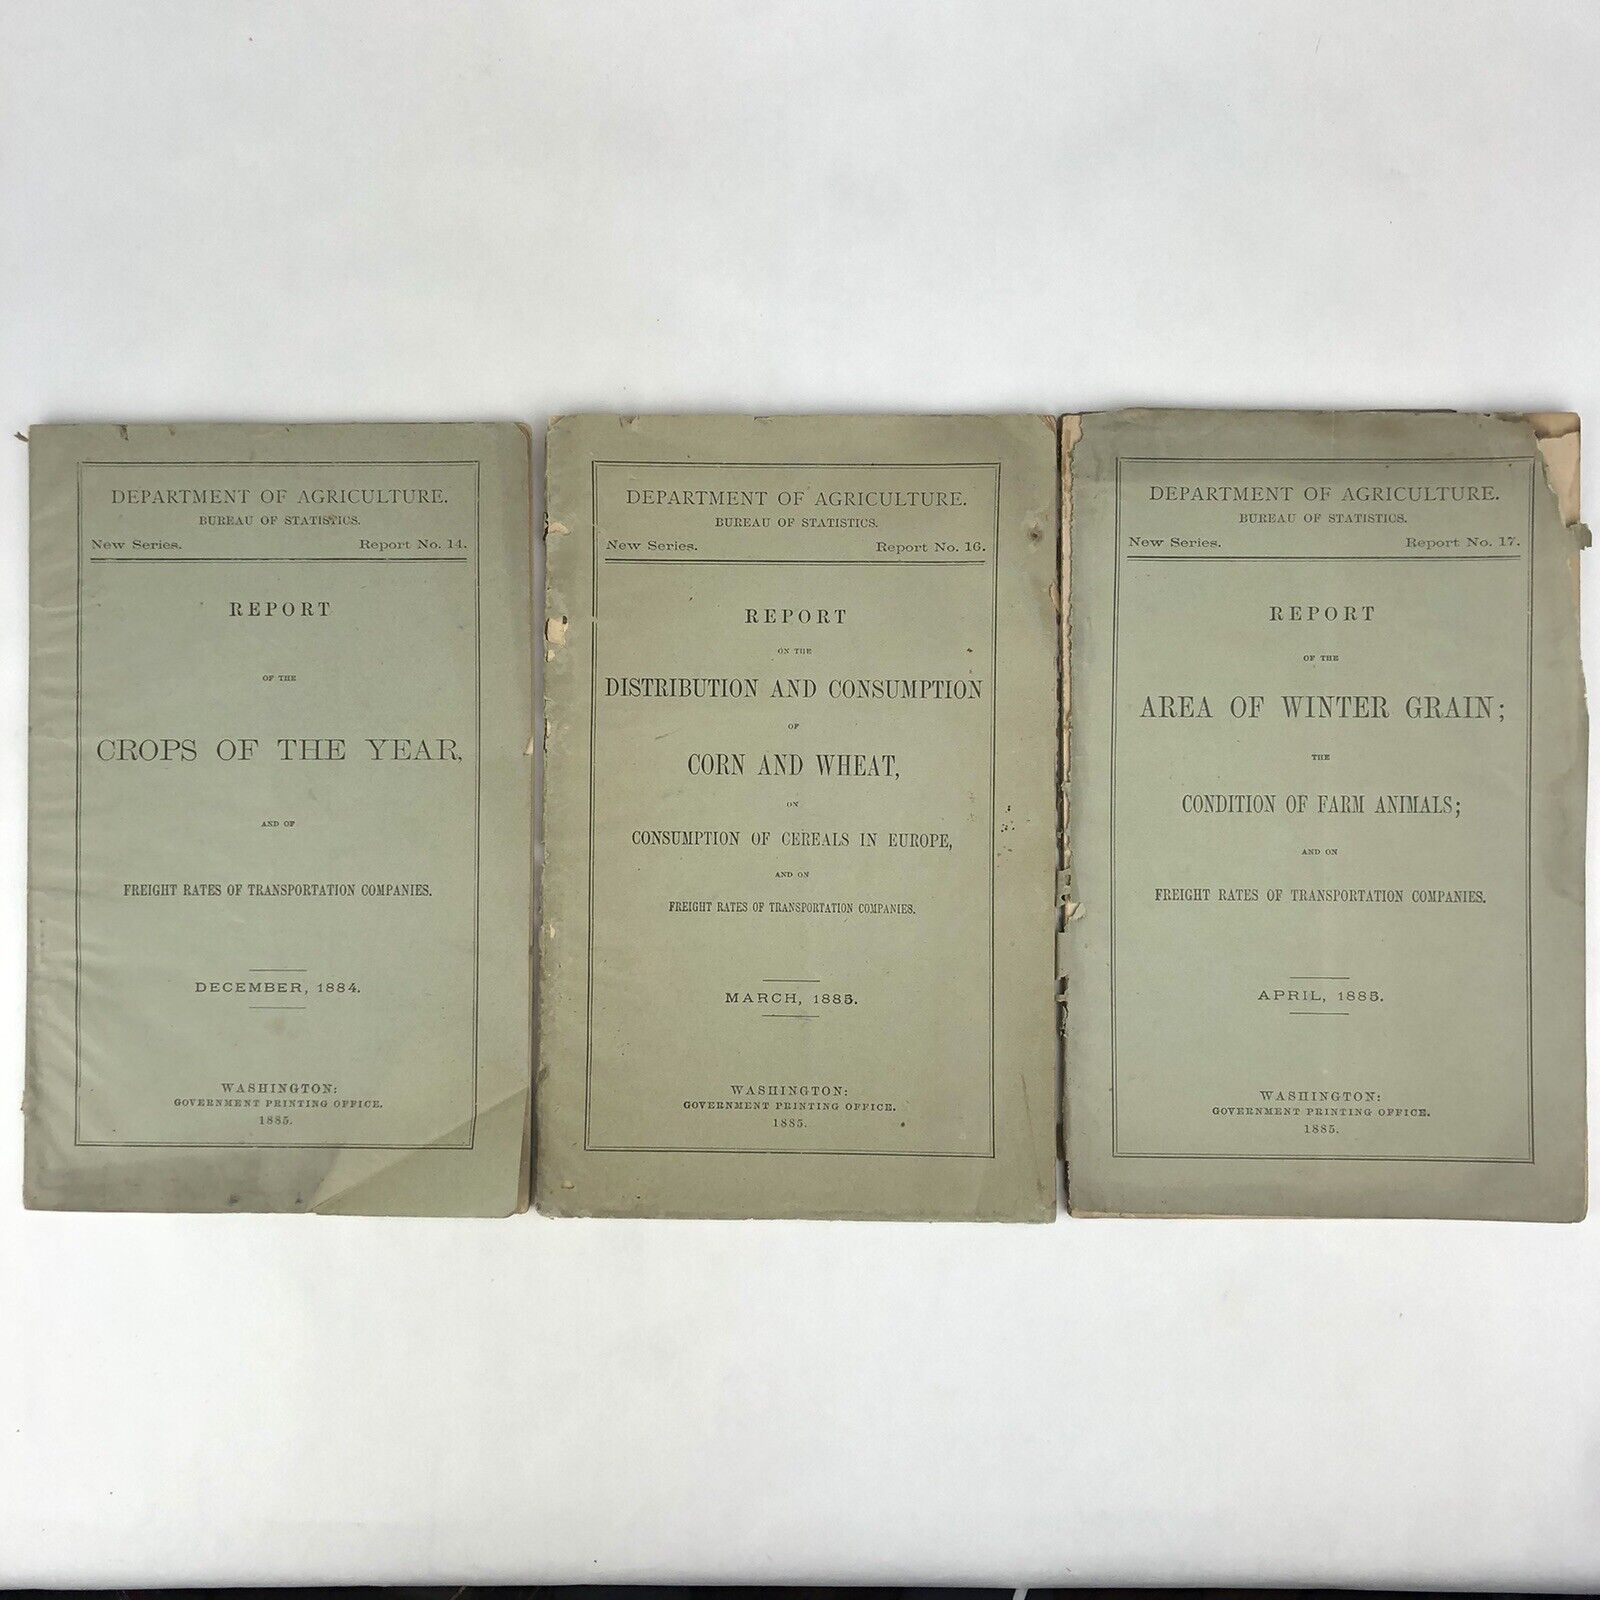 DEPARTMENT OF AGRICULTURE.
BUREAU OF STATISTICS.
New Series. Report No. 14.
REPORT
OF THE
CROPS OF THE YEAR,
AND OF
FREIGHT RATES OF TRANSPORTATION COMPANIES.
DECEMBER, 1884.
WASHINGTON:
GOVERNMENT PRINTING OFFICE.
1885.
DEPARTMENT OF AGRICULTURE.
BUREAU OF STATISTICS.
New Series. Report No. 16.
REPORT
ON THE
DISTRIBUTION AND CONSUMPTION
OF
CORN AND WHEAT,
ON
CONSUMPTION OF CEREALS IN EUROPE,
AND ON
FREIGHT RATES OF TRANSPORTATION COMPANIES.
MARCH, 1885.
WASHINGTON:
GOVERNMENT PRINTING OFFICE.
1885.
DEPARTMENT OF AGRICULTURE.
BUREAU OF STATISTICS.
New Series. Report No. 17.
REPORT
OF THE
AREA OF WINTER GRAIN;
THE
CONDITION OF FARM ANIMALS;
AND ON
FREIGHT RATES OF TRANSPORTATION COMPANIES.
APRIL, 1885.
WASHINGTON:
GOVERNMENT PRINTING OFFICE.
1885.